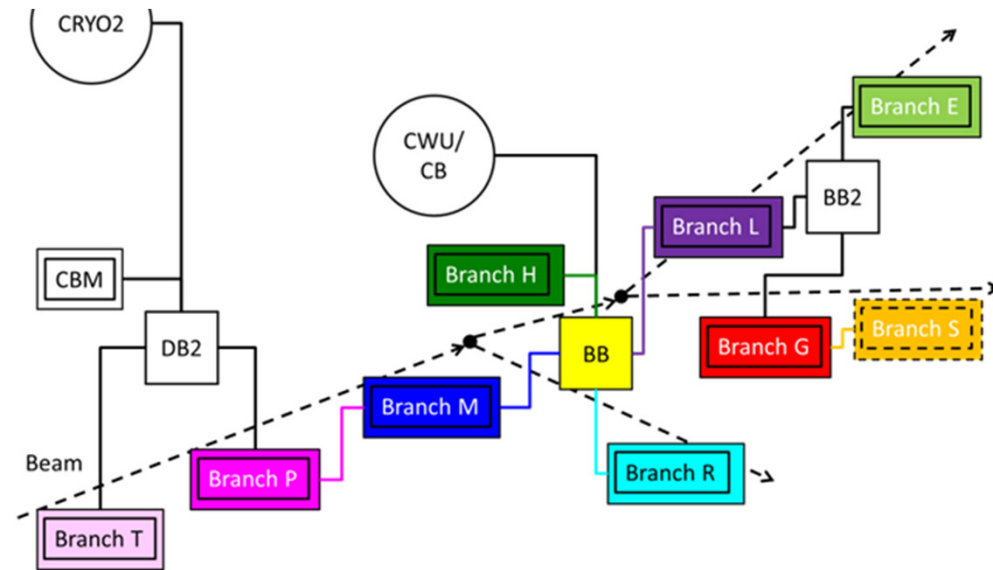 CRYO2
Branch E
CWU/
CB
BB2
Branch L
Branch H
CBM
Branch S
DB2
BB
Branch G
Branch M
Beam
Branch P
Branch R
Branch T